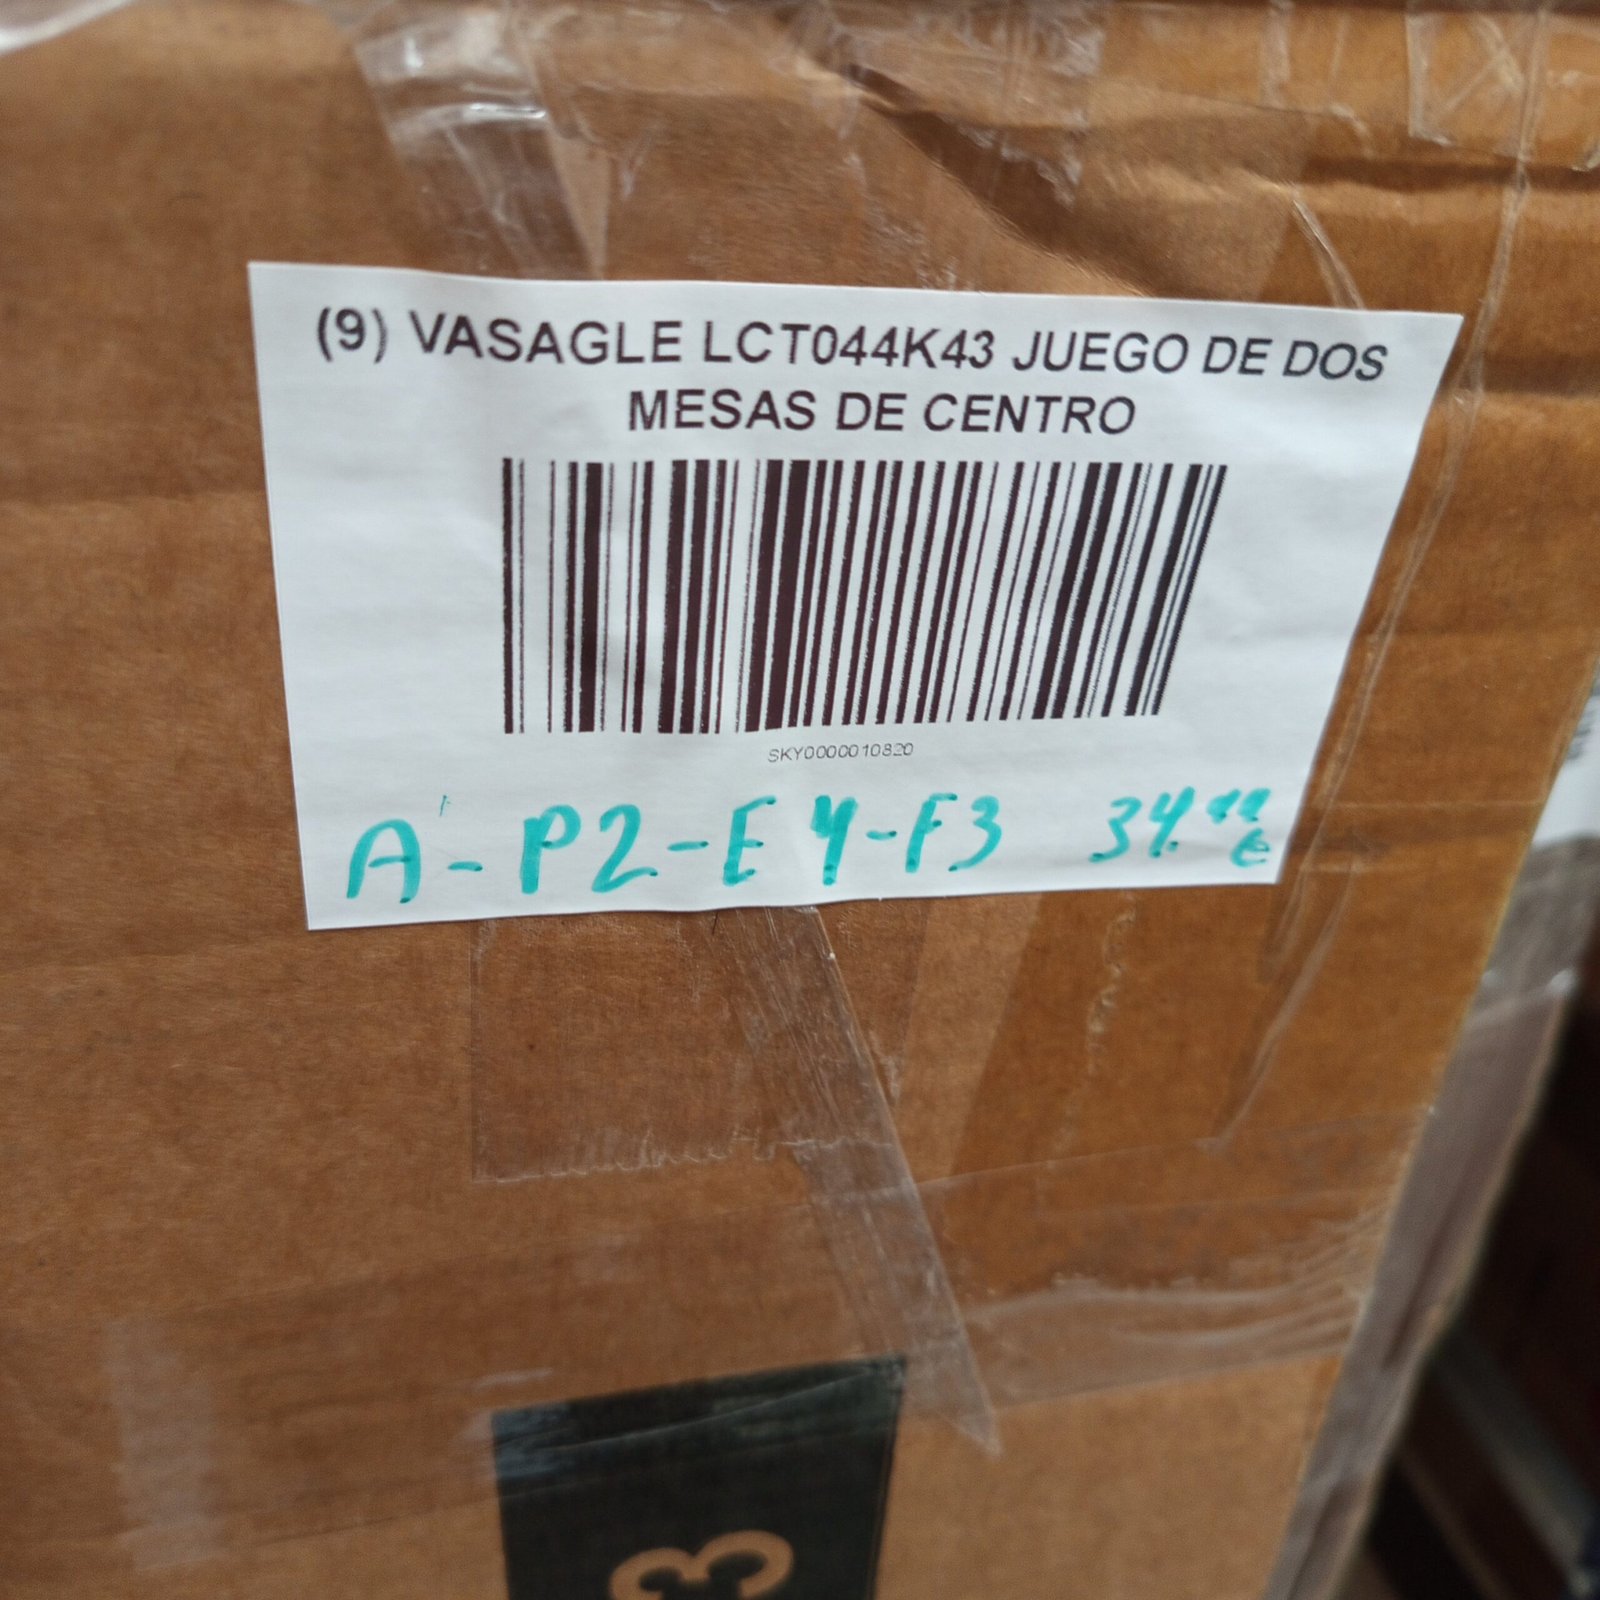 (9) VASAGLE LCT044K43 JUEGO DE DOS
MESAS DE CENTRO
SKY0000010820
A-P2-E4-F3 34.99 €